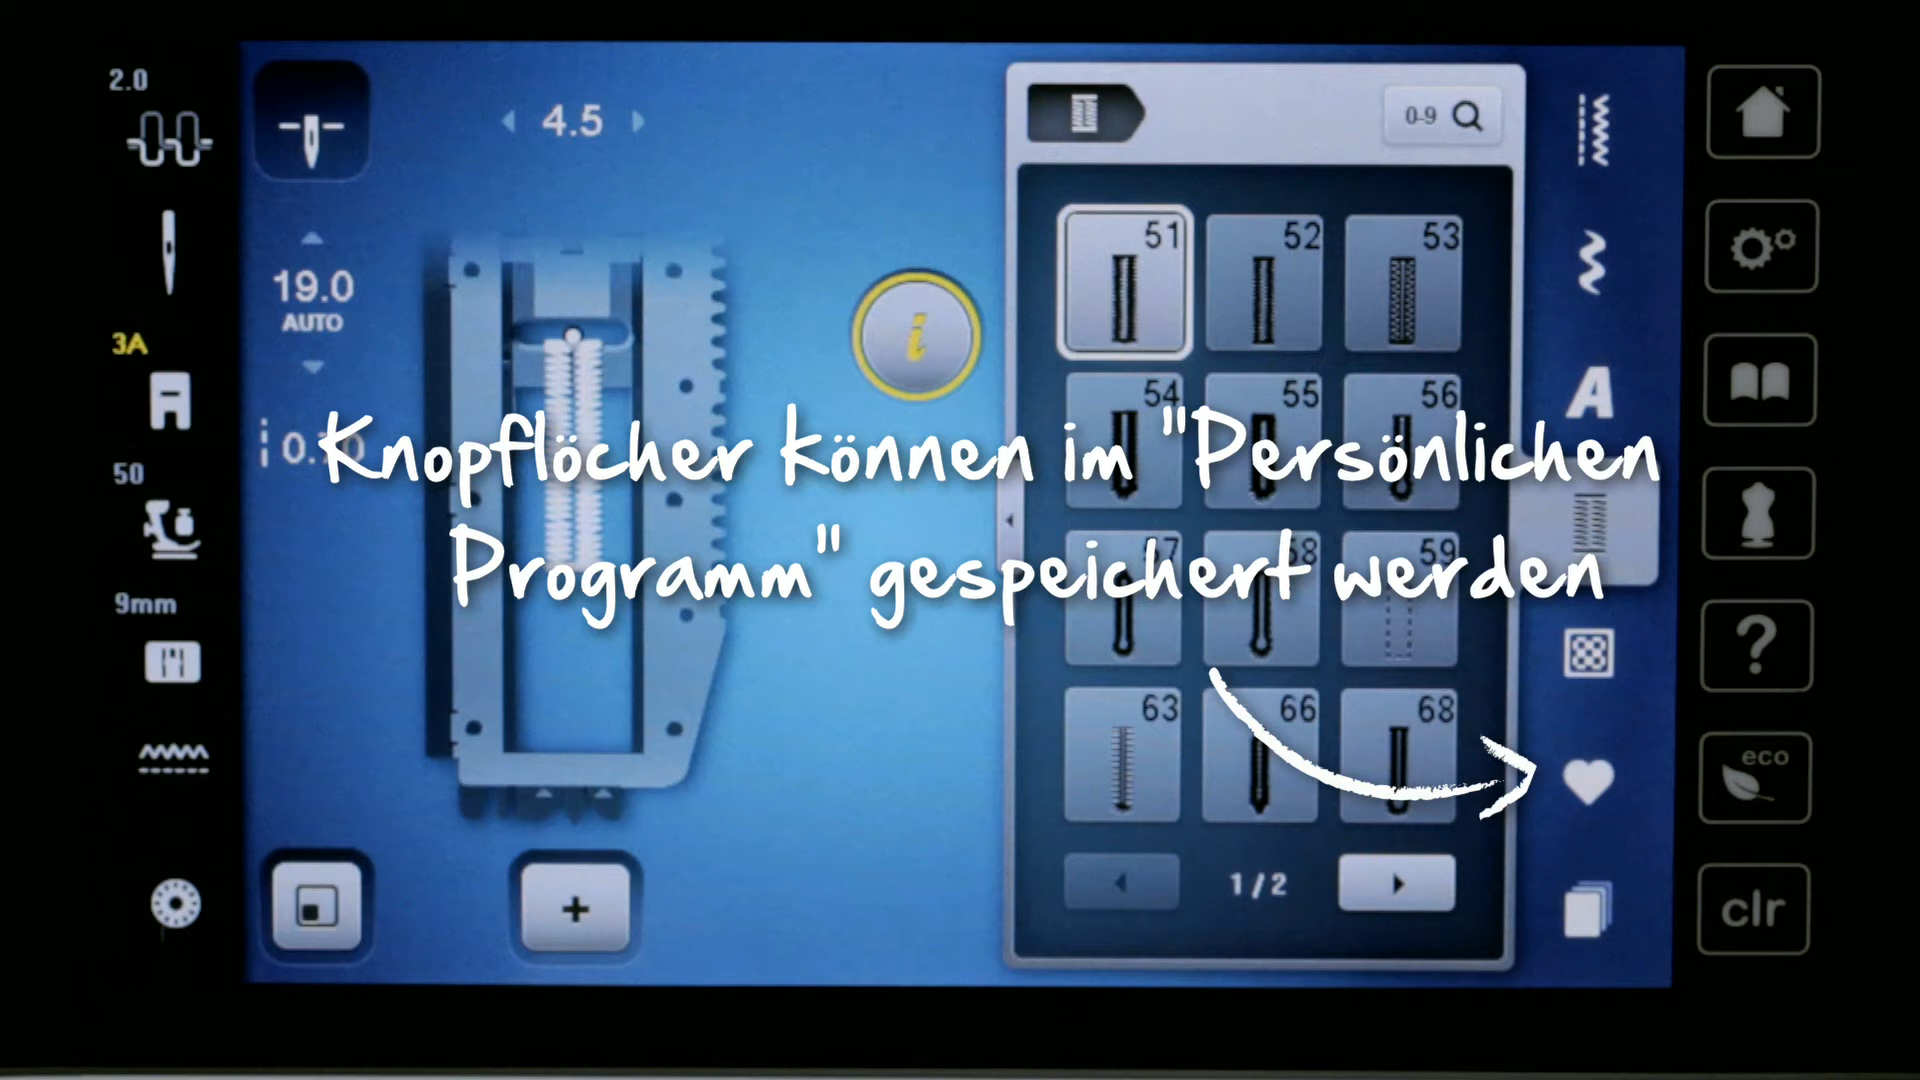 2.0
4.5
0-9
51 52 53
19.0
AUTO
i
3A
54 55 56
A
50
Knopflöcher können im "Persönlichen
Programm" gespeichert werden
58 59
9mm
?
63 66 68
eco
+
1/2
clr